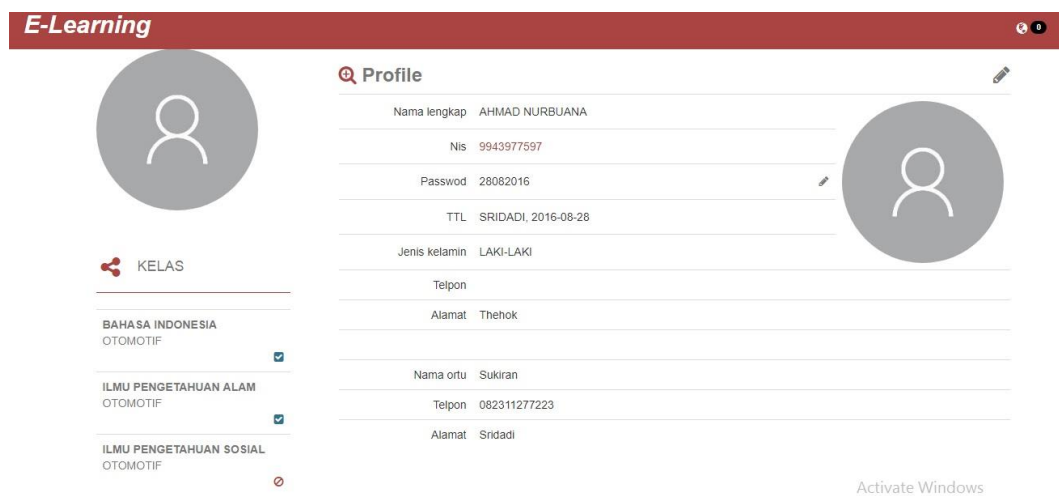 E-Learning
0
Profile
Nama lengkap AHMAD NURBUANA
Nis 9943977597
Passwod 28082016
TTL SRIDADI, 2016-08-28
Jenis kelamin LAKI-LAKI
Telpon
Alamat Thehok
Nama ortu Sukiran
Telpon 082311277223
Alamat Sridadi
KELAS
BAHASA INDONESIA
OTOMOTIF
ILMU PENGETAHUAN ALAM
OTOMOTIF
ILMU PENGETAHUAN SOSIAL
OTOMOTIF
Activate Windows